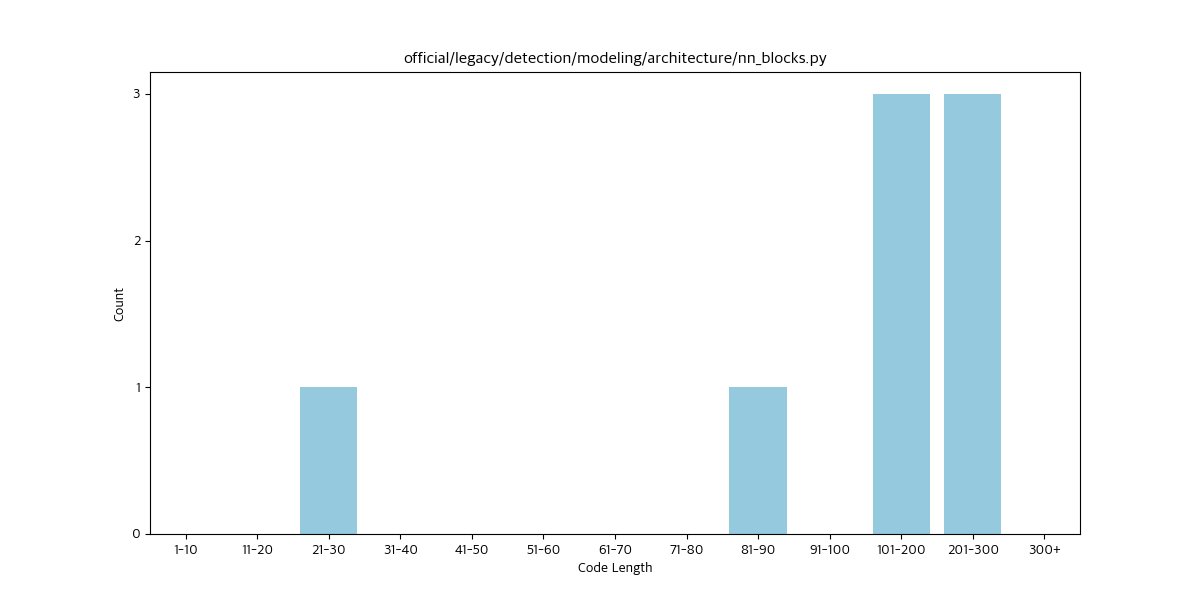 official/legacy/detection/modeling/architecture/nn_blocks.py
3
2
1
0
Count
1-10 11-20 21-30 31-40 41-50 51-60 61-70 71-80 81-90 91-100 101-200 201-300 300+
Code Length